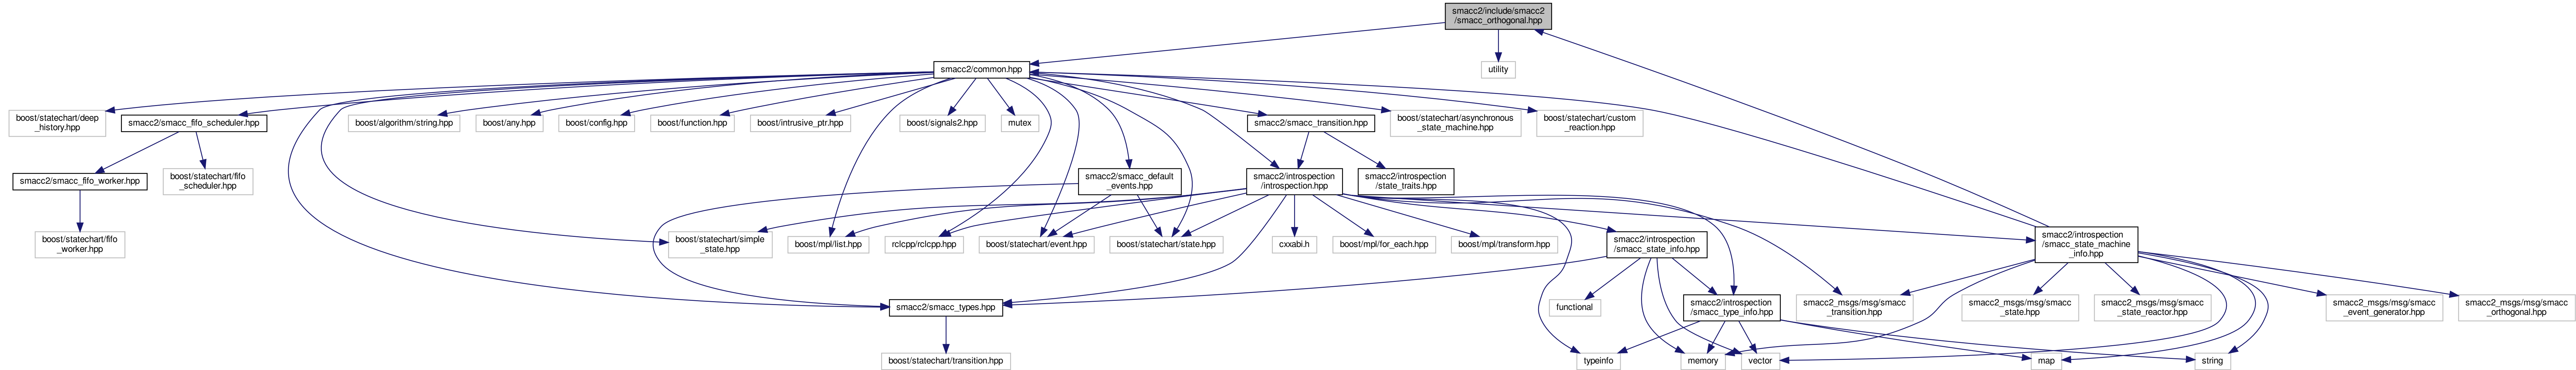 smacc2/include/smacc2
/smacc_orthogonal.hpp
smacc2/common.hpp
utility
boost/statechart/deep
_history.hpp
smacc2/smacc_fifo_scheduler.hpp
boost/algorithm/string.hpp
boost/any.hpp
boost/config.hpp
boost/function.hpp
boost/intrusive_ptr.hpp
boost/signals2.hpp
mutex
smacc2/smacc_transition.hpp
boost/statechart/asynchronous
_state_machine.hpp
boost/statechart/custom
_reaction.hpp
smacc2/smacc_fifo_worker.hpp
boost/statechart/fifo
_scheduler.hpp
smacc2/smacc_default
_events.hpp
smacc2/introspection
/introspection.hpp
smacc2/introspection
/state_traits.hpp
boost/statechart/fifo
_worker.hpp
boost/statechart/simple
_state.hpp
boost/mpl/list.hpp
rclcpp/rclcpp.hpp
boost/statechart/event.hpp
boost/statechart/state.hpp
cxxabi.h
boost/mpl/for_each.hpp
boost/mpl/transform.hpp
smacc2/introspection
/smacc_state_info.hpp
smacc2/introspection
/smacc_state_machine
_info.hpp
smacc2/smacc_types.hpp
functional
smacc2/introspection
/smacc_type_info.hpp
smacc2_msgs/msg/smacc
_transition.hpp
smacc2_msgs/msg/smacc
_state.hpp
smacc2_msgs/msg/smacc
_state_reactor.hpp
smacc2_msgs/msg/smacc
_event_generator.hpp
smacc2_msgs/msg/smacc
_orthogonal.hpp
boost/statechart/transition.hpp
typeinfo
memory
vector
map
string